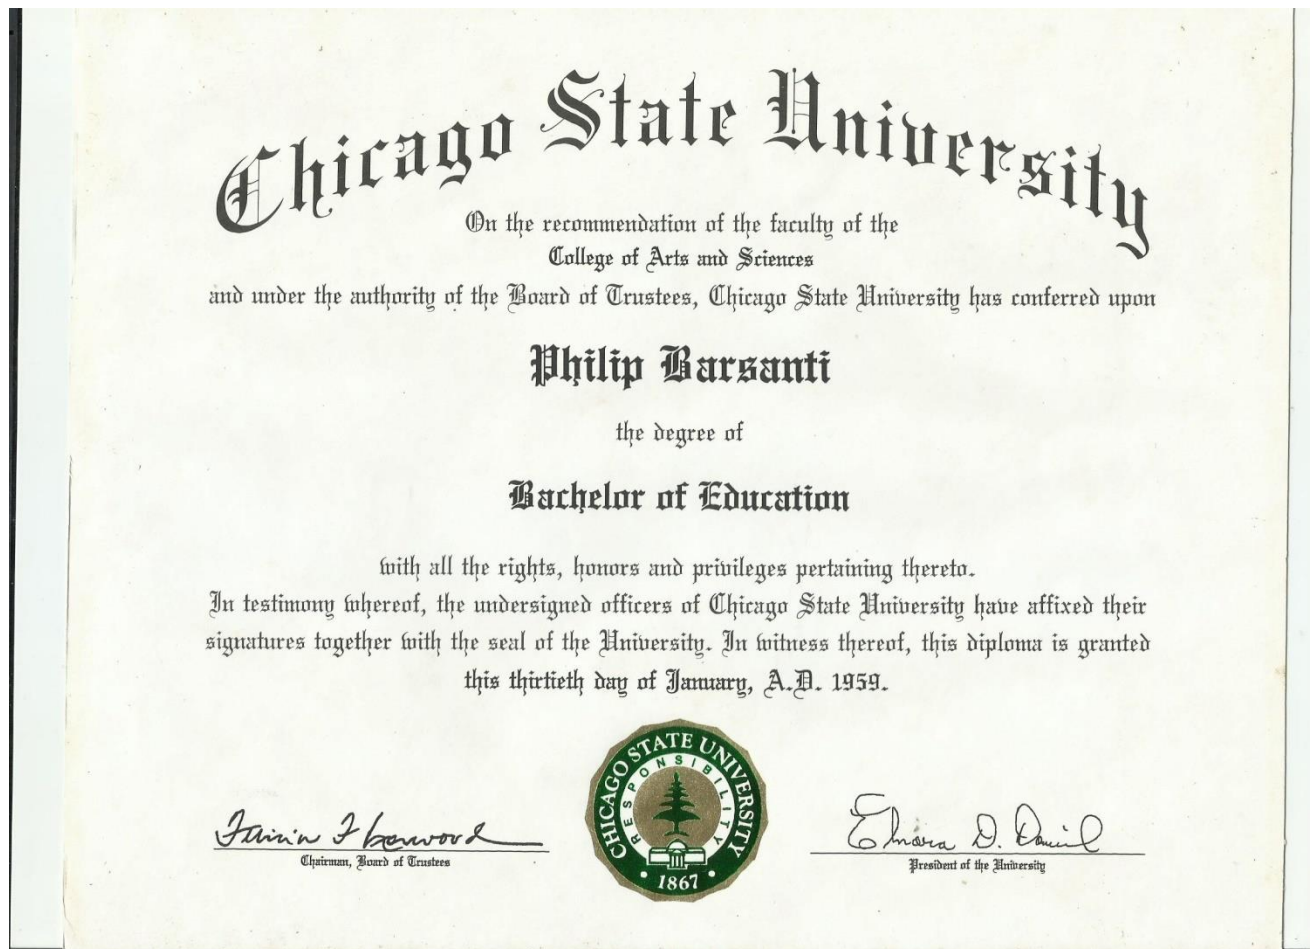 Chicago State University
On the recommendation of the faculty of the
College of Arts and Sciences
and under the authority of the Board of Trustees, Chicago State University has conferred upon
Philip Barsanti
the degree of
Bachelor of Education
with all the rights, honors and privileges pertaining thereto.
In testimony whereof, the undersigned officers of Chicago State University have affixed their
signatures together with the seal of the University. In witness thereof, this diploma is granted
this thirtieth day of January, A.D. 1959.
CHICAGO STATE UNIVERSITY
RESPONSIBILITY
1867
Chairman, Board of Trustees
Elnora D. Daniel
President of the University